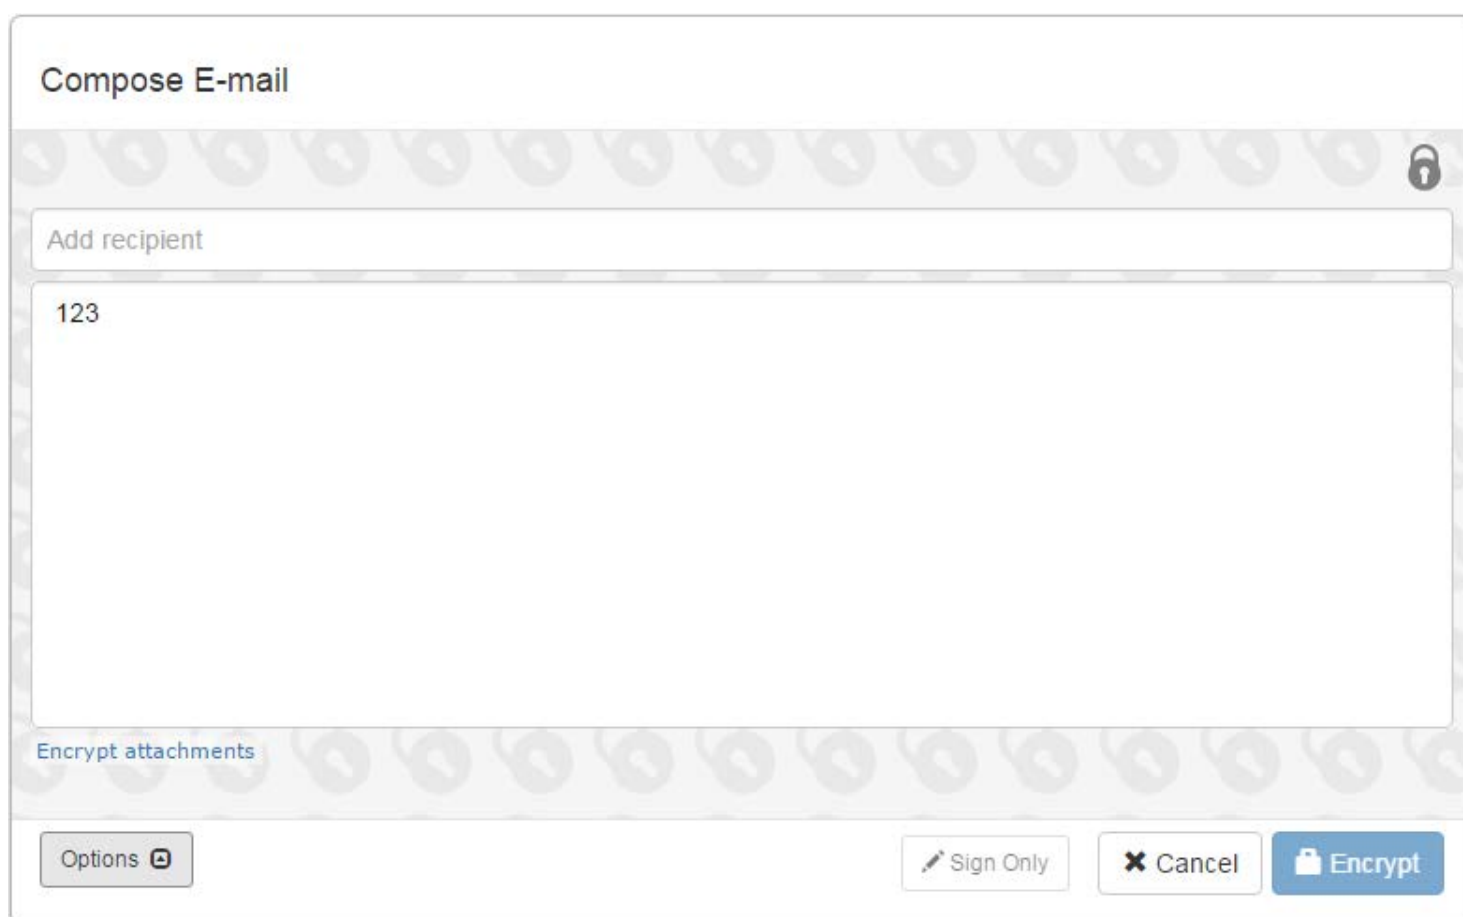 Compose E-mail
Add recipient
123
Encrypt attachments
Options
Sign Only
Cancel
Encrypt